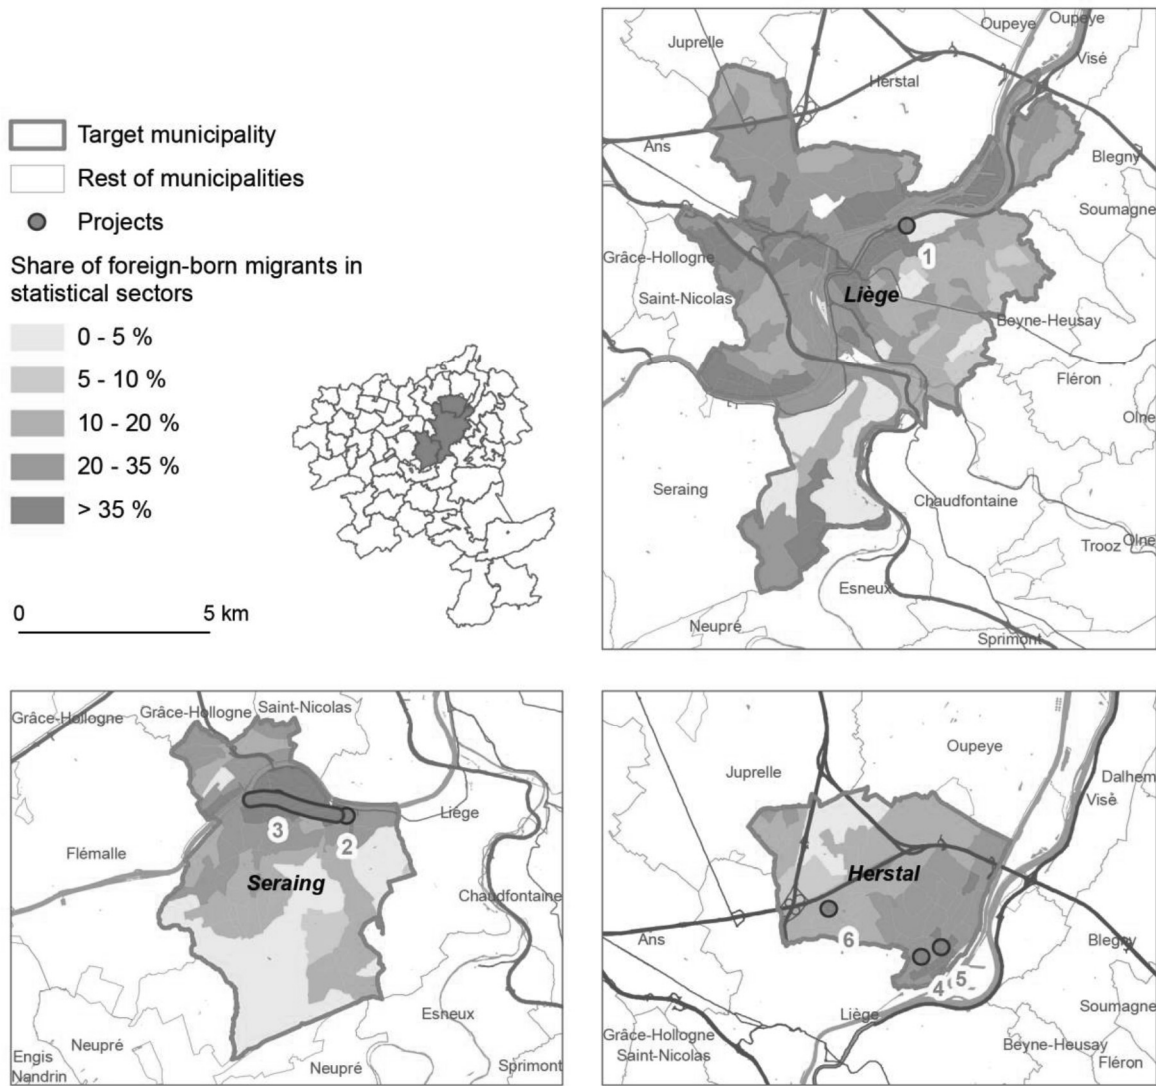 Target municipality
Rest of municipalities
Projects
Share of foreign-born migrants in
statistical sectors
0 - 5 %
5 - 10 %
10 - 20 %
20 - 35 %
> 35 %
0 5 km
Oupeye Oupeye
Juprelle
Visé
Herstal
Ans
Blegny
Soumagne
1
Grâce-Hollogne
Saint-Nicolas
Liège
Beyne-Heusay
Fléron
Olne
Seraing
Chaudfontaine
Trooz Olne
Esneux
Neupré
Sprimont
Grâce-Hollogne Grâce-Hollogne Saint-Nicolas
Liège
3 2
Flémalle
Seraing
Chaudfontaine
Esneux
Neupré
Engis
Nandrin
Neupré
Sprimont
Oupeye
Juprelle
Dalhem
Visé
Herstal
Ans
6
Blegny
4 5
Liège
Soumagne
Grâce-Hollogne
Saint-Nicolas
Beyne-Heusay
Fléron